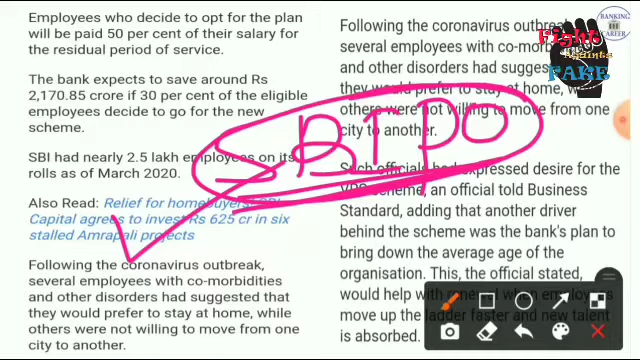 Employees who decide to opt for the plan
will be paid 50 per cent of their salary for
the residual period of service.
The bank expects to save around Rs
2,170.85 crore if 30 per cent of the eligible
employees decide to go for the new
scheme.
SBI had nearly 2.5 lakh employees on its
rolls as of March 2020.
Also Read: Relief for homebuyers! SBI
Capital agrees to invest Rs 625 cr in six
stalled Amrapali projects
Following the coronavirus outbreak,
several employees with co-morbidities
and other disorders had suggested that
they would prefer to stay at home, while
others were not willing to move from one
city to another.
Following the coronavirus outbreak
several employees with co-morbid
and other disorders had suggest
they would prefer to stay at home, w
others were not willing to move from one
city to another.
Such officials had expressed desire for the
VRS scheme, an official told Business
Standard, adding that another driver
behind the scheme was the bank's plan to
bring down the average age of the
organisation. This, the official stated,
would help with renewal when employees
move up the ladder faster and new talent
is absorbed.
SBI PO
BANKING
CAREER
Fight
Againts
FAKE